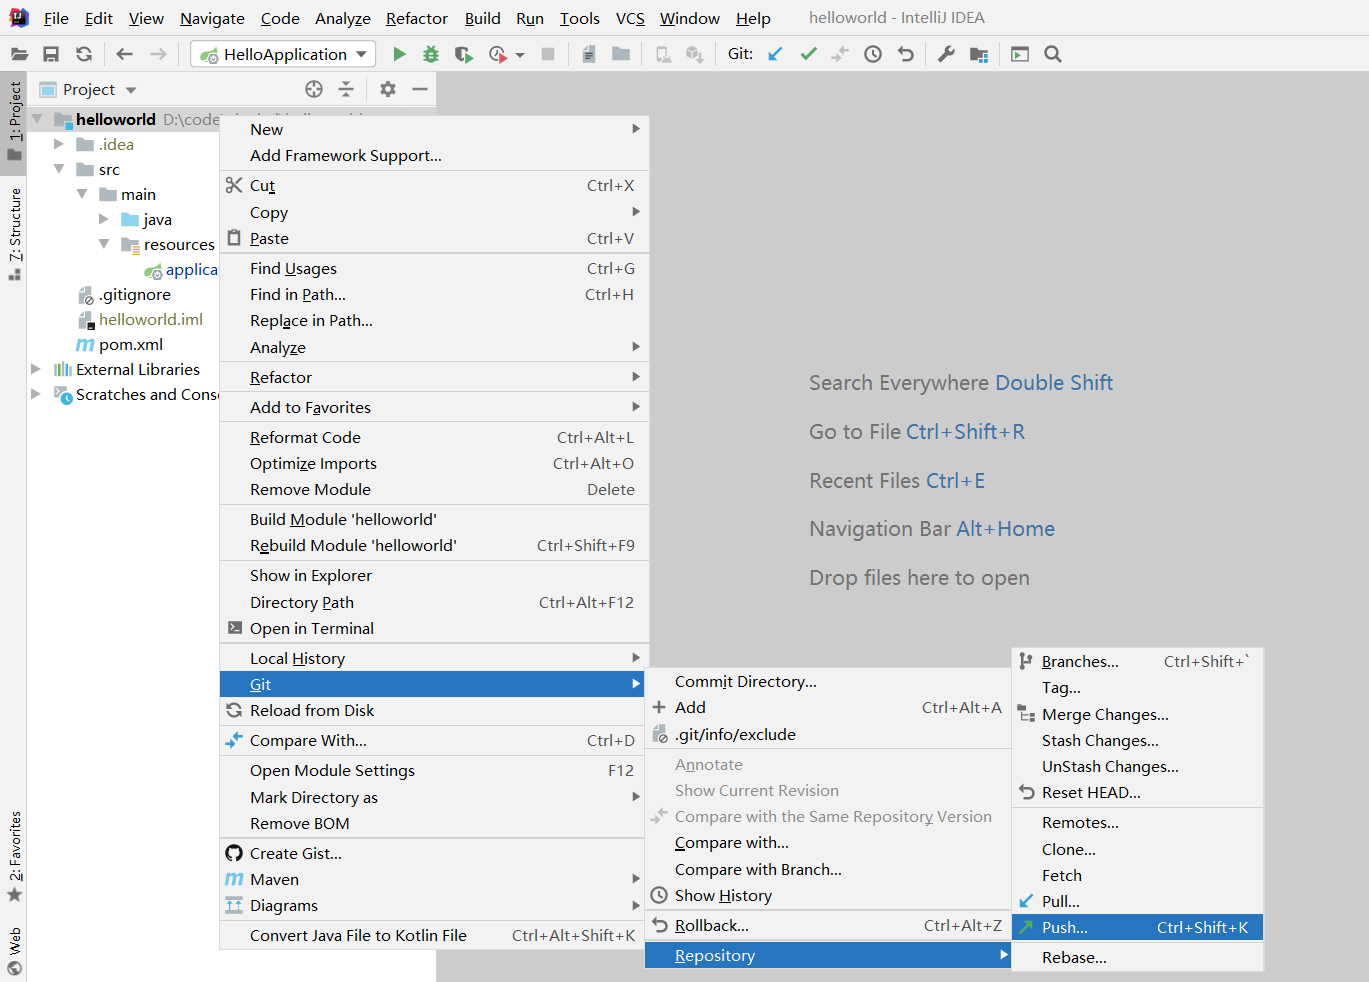 File Edit View Navigate Code Analyze Refactor Build Run Tools VCS Window Help helloworld - IntelliJ IDEA
HelloApplication Git:
1: Project
7: Structure
2: Favorites
Web
Project
helloworld D:\code
.idea
src
main
java
resources
applica
.gitignore
helloworld.iml
pom.xml
External Libraries
Scratches and Cons
New
Add Framework Support...
Cut Ctrl+X
Copy
Paste Ctrl+V
Find Usages Ctrl+G
Find in Path... Ctrl+H
Replace in Path...
Analyze
Refactor
Add to Favorites
Reformat Code Ctrl+Alt+L
Optimize Imports Ctrl+Alt+O
Remove Module Delete
Build Module 'helloworld'
Rebuild Module 'helloworld' Ctrl+Shift+F9
Show in Explorer
Directory Path Ctrl+Alt+F12
Open in Terminal
Local History
Git
Reload from Disk
Compare With... Ctrl+D
Open Module Settings F12
Mark Directory as
Remove BOM
Create Gist...
Maven
Diagrams
Convert Java File to Kotlin File Ctrl+Alt+Shift+K
Commit Directory...
Add Ctrl+Alt+A
.git/info/exclude
Annotate
Show Current Revision
Compare with the Same Repository Version
Compare with...
Compare with Branch...
Show History
Rollback... Ctrl+Alt+Z
Repository
Branches... Ctrl+Shift+`
Tag...
Merge Changes...
Stash Changes...
UnStash Changes...
Reset HEAD...
Remotes...
Clone...
Fetch
Pull...
Push... Ctrl+Shift+K
Rebase...
Search Everywhere Double Shift
Go to File Ctrl+Shift+R
Recent Files Ctrl+E
Navigation Bar Alt+Home
Drop files here to open